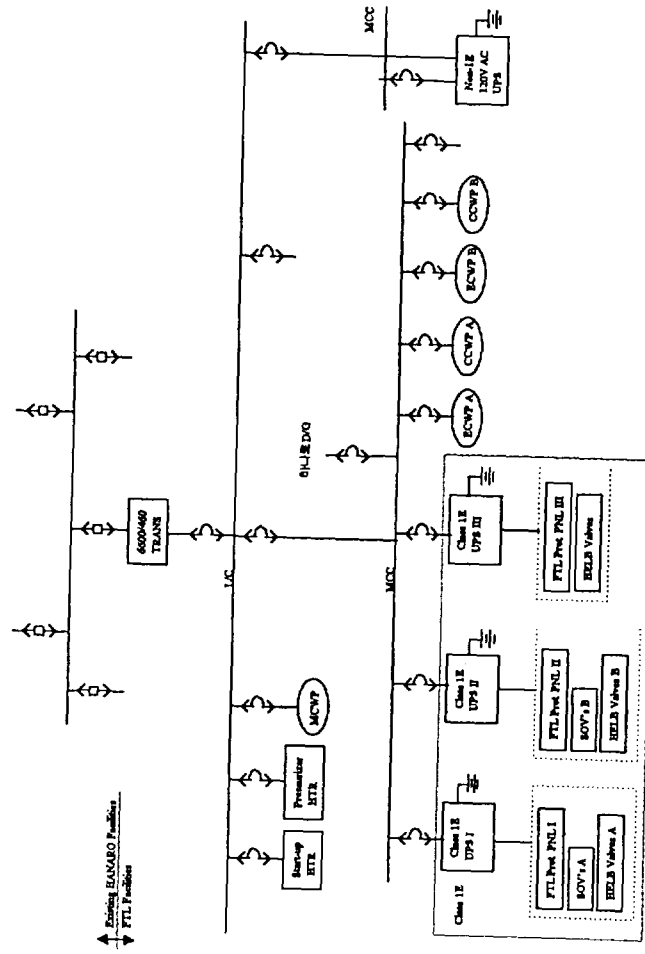 Existing HANARO Facilities
FTL Facilities
6600/460
TRANS
L/C
MCC
Non-1E
120V AC
UPS
Start-up
HTR
Pressurizer
HTR
MCWP
하나로 D/G
MCC
ECWP A
CCWP A
ECWP B
CCWP B
Class 1E
Class 1E
UPS I
Class 1E
UPS II
Class 1E
UPS III
FTL Prot PNL I
SOV's A
HELB Valves A
FTL Prot PNL II
SOV's B
HELB Valves B
FTL Prot PNL III
HELB Valves